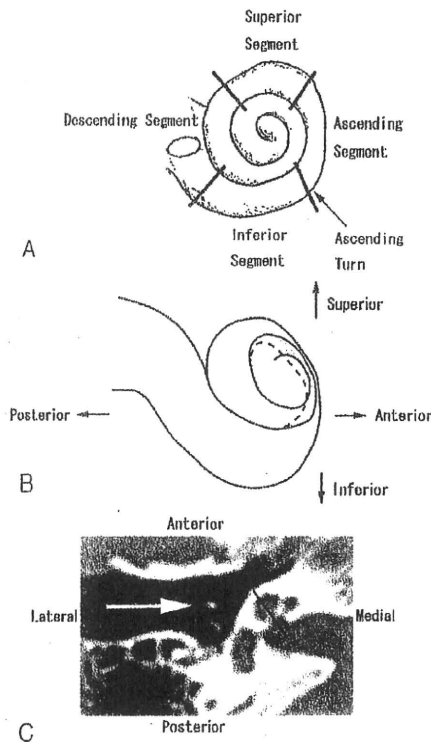 Superior
Segment
Descending Segment
Ascending
Segment
Inferior
Segment
Ascending
Turn
A
Superior
Posterior
Anterior
B
Inferior
Anterior
Lateral
Medial
C
Posterior